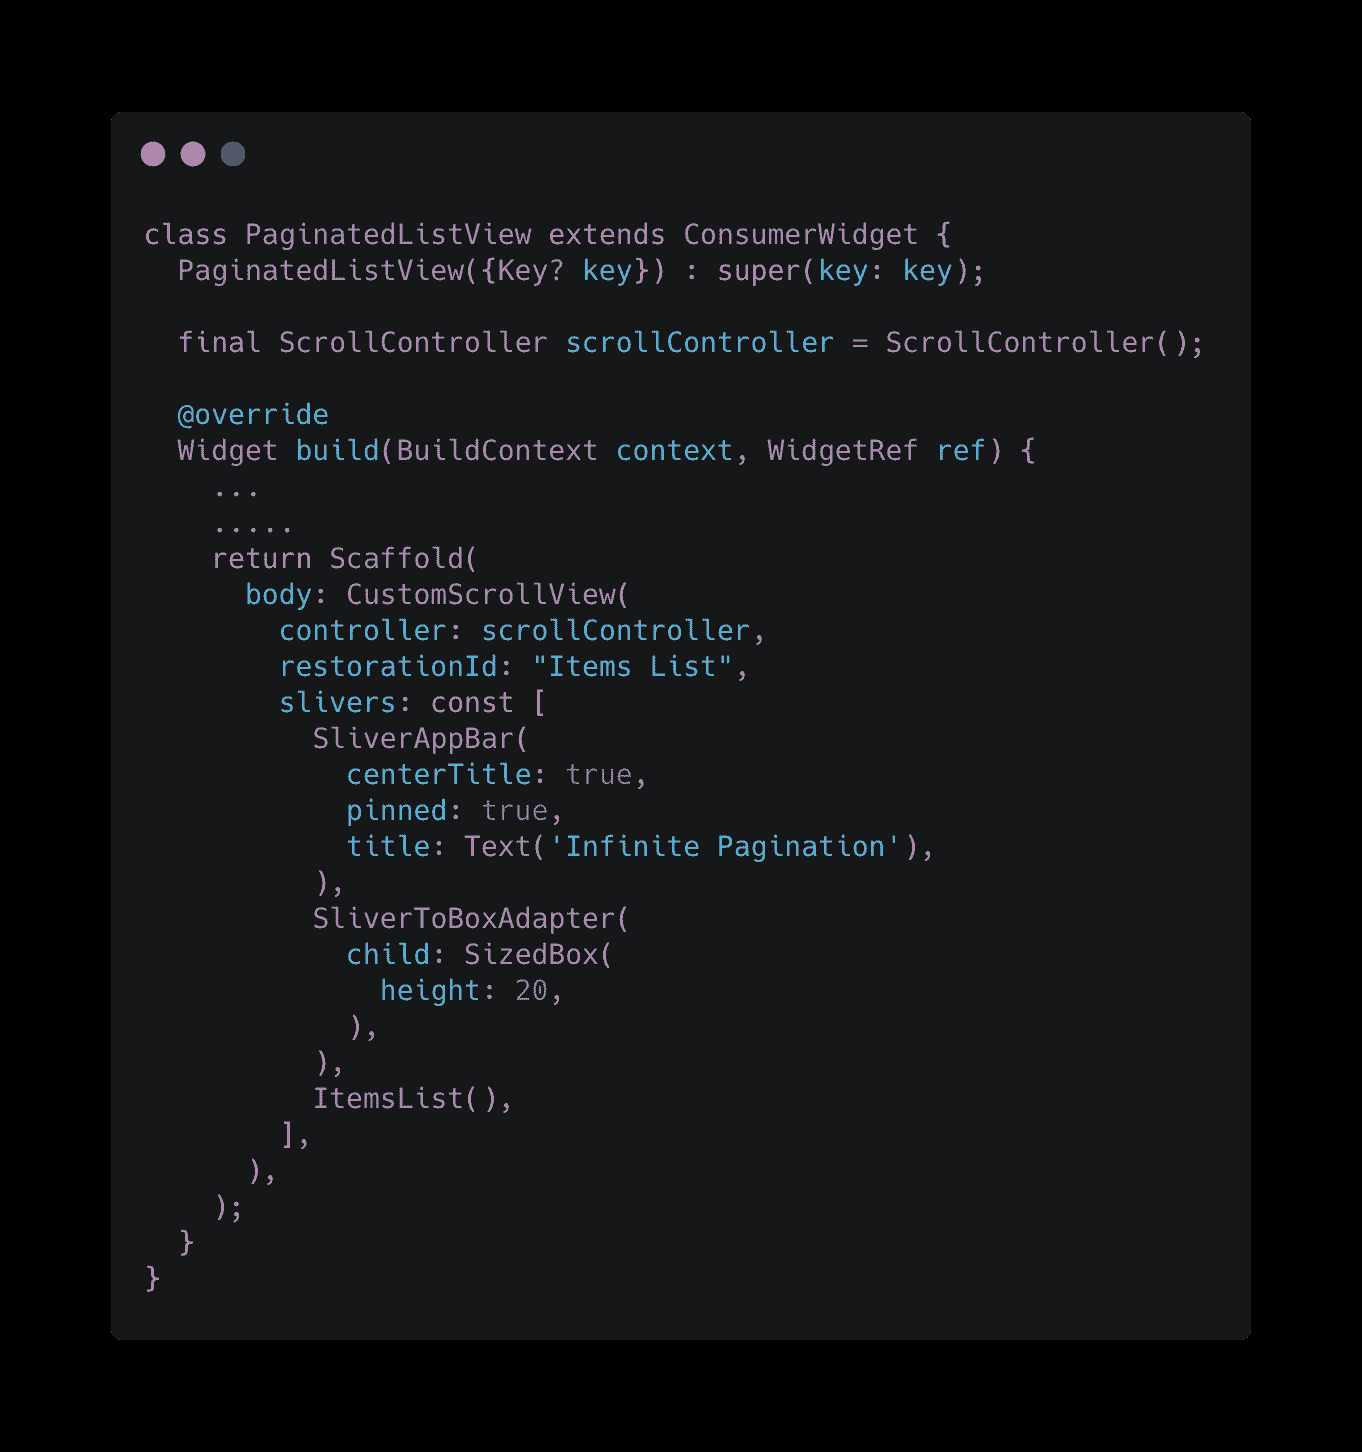 class PaginatedListView extends ConsumerWidget {
  PaginatedListView({Key? key}) : super(key: key);

  final ScrollController scrollController = ScrollController();

  @override
  Widget build(BuildContext context, WidgetRef ref) {
    ...
    .....
    return Scaffold(
      body: CustomScrollView(
        controller: scrollController,
        restorationId: "Items List",
        slivers: const [
          SliverAppBar(
            centerTitle: true,
            pinned: true,
            title: Text('Infinite Pagination'),
          ),
          SliverToBoxAdapter(
            child: SizedBox(
              height: 20,
            ),
          ),
          ItemsList(),
        ],
      ),
    );
  }
}